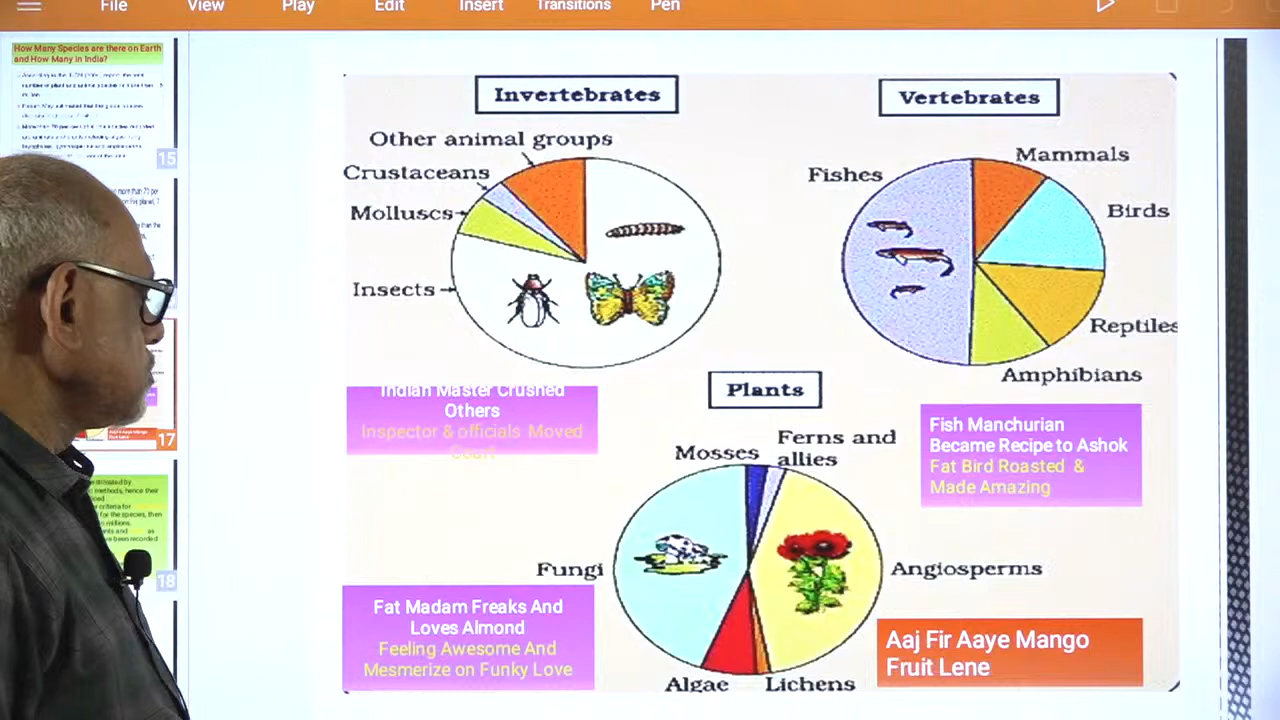 File View Play Edit Insert Transitions Pen
How Many Species are there on Earth
and How Many in India?
15
17
18
Invertebrates
Other animal groups
Crustaceans
Molluscs
Insects
Vertebrates
Mammals
Fishes
Birds
Reptiles
Amphibians
Indian Master Crushed
Others
Inspector & officials Moved
Court
Plants
Mosses
Ferns and
allies
Fungi
Angiosperms
Algae
Lichens
Fish Manchurian
Became Recipe to Ashok
Fat Bird Roasted &
Made Amazing
Fat Madam Freaks And
Loves Almond
Feeling Awesome And
Mesmerize on Funky Love
Aaj Fir Aaye Mango
Fruit Lene